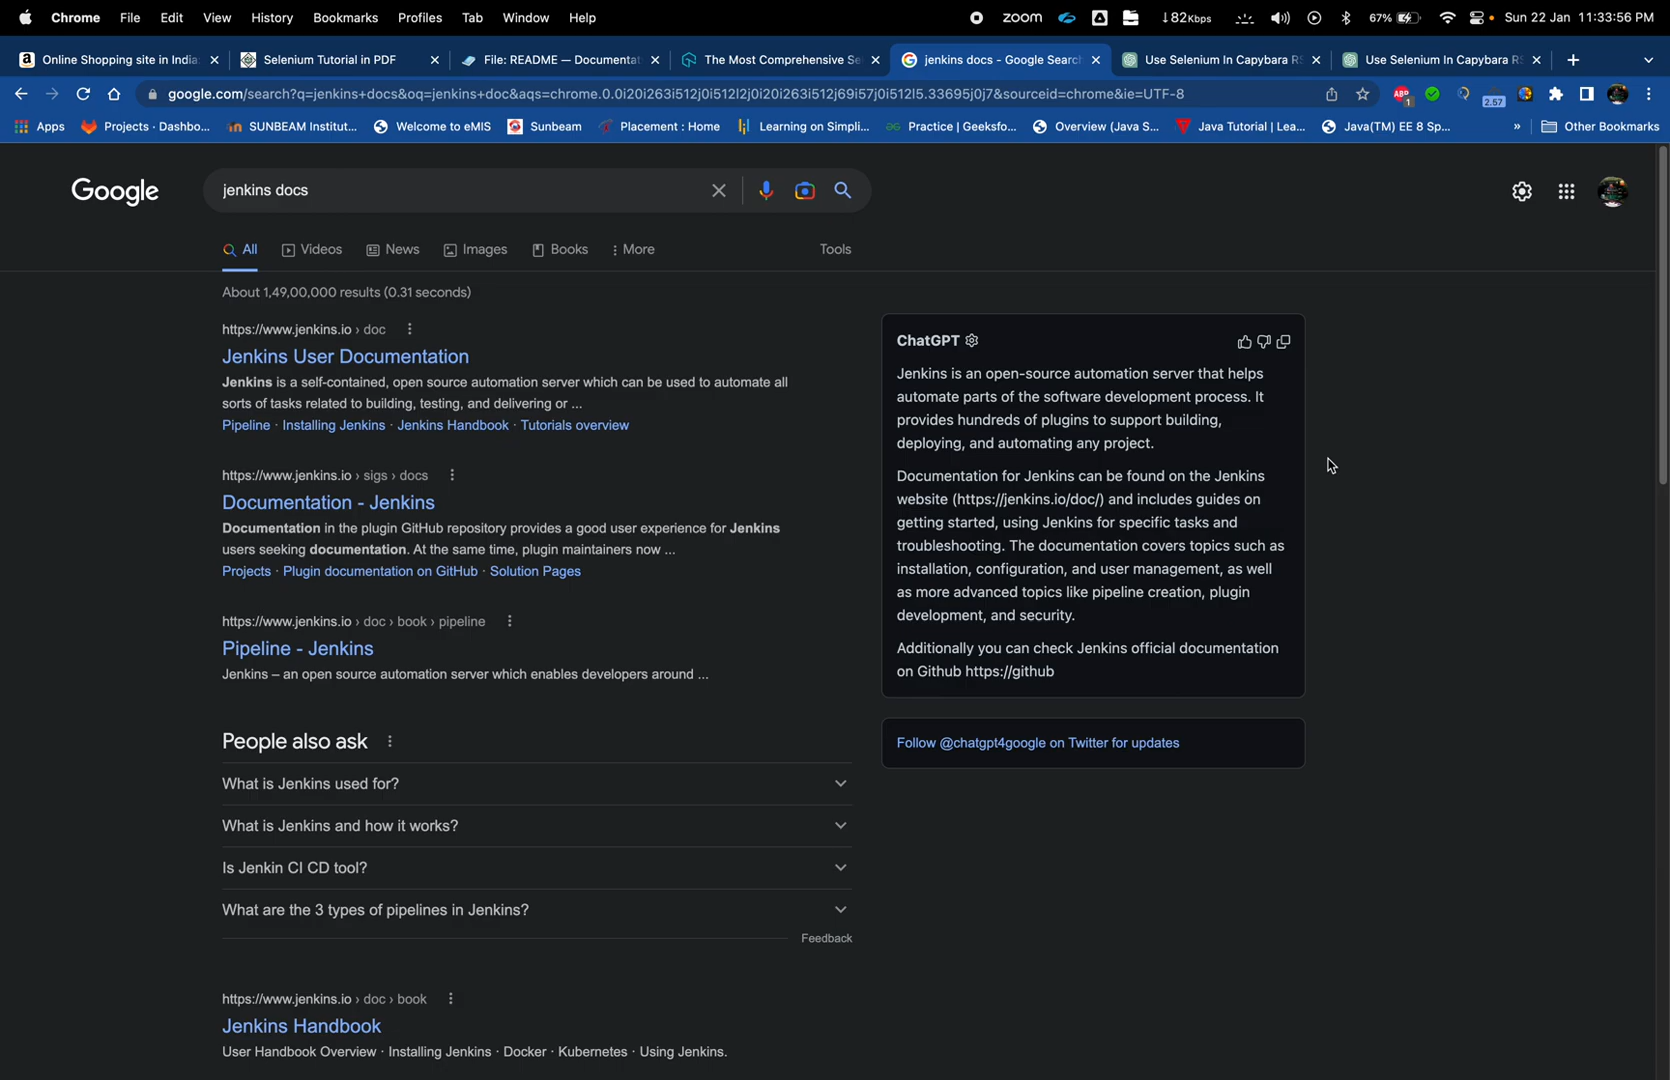 Chrome File Edit View History Bookmarks Profiles Tab Window Help zoom ↓82Kbps 67% Sun 22 Jan 11:33:56 PM
Online Shopping site in India: Selenium Tutorial in PDF File: README — Documentat The Most Comprehensive Se jenkins docs - Google Search Use Selenium In Capybara RS Use Selenium In Capybara RS
google.com/search?q=jenkins+docs&oq=jenkins+doc&aqs=chrome.0.0i20i263i512j0i512l2j0i20i263i512j69i57j0i512l5.33695j0j7&sourceid=chrome&ie=UTF-8 ABP 1 2.57
Apps Projects · Dashbo... SUNBEAM Institut... Welcome to eMIS Sunbeam Placement : Home Learning on Simpli... Practice | Geeksfo... Overview (Java S... Java Tutorial | Lea... Java(TM) EE 8 Sp... » Other Bookmarks
Google jenkins docs
All Videos News Images Books More Tools
About 1,49,00,000 results (0.31 seconds)
https://www.jenkins.io › doc
Jenkins User Documentation
Jenkins is a self-contained, open source automation server which can be used to automate all
sorts of tasks related to building, testing, and delivering or ...
Pipeline · Installing Jenkins · Jenkins Handbook · Tutorials overview
https://www.jenkins.io › sigs › docs
Documentation - Jenkins
Documentation in the plugin GitHub repository provides a good user experience for Jenkins
users seeking documentation. At the same time, plugin maintainers now ...
Projects · Plugin documentation on GitHub · Solution Pages
https://www.jenkins.io › doc › book › pipeline
Pipeline - Jenkins
Jenkins – an open source automation server which enables developers around ...
People also ask
What is Jenkins used for?
What is Jenkins and how it works?
Is Jenkin CI CD tool?
What are the 3 types of pipelines in Jenkins?
Feedback
https://www.jenkins.io › doc › book
Jenkins Handbook
User Handbook Overview · Installing Jenkins · Docker · Kubernetes · Using Jenkins.
ChatGPT
Jenkins is an open-source automation server that helps
automate parts of the software development process. It
provides hundreds of plugins to support building,
deploying, and automating any project.
Documentation for Jenkins can be found on the Jenkins
website (https://jenkins.io/doc/) and includes guides on
getting started, using Jenkins for specific tasks and
troubleshooting. The documentation covers topics such as
installation, configuration, and user management, as well
as more advanced topics like pipeline creation, plugin
development, and security.
Additionally you can check Jenkins official documentation
on Github https://github
Follow @chatgpt4google on Twitter for updates